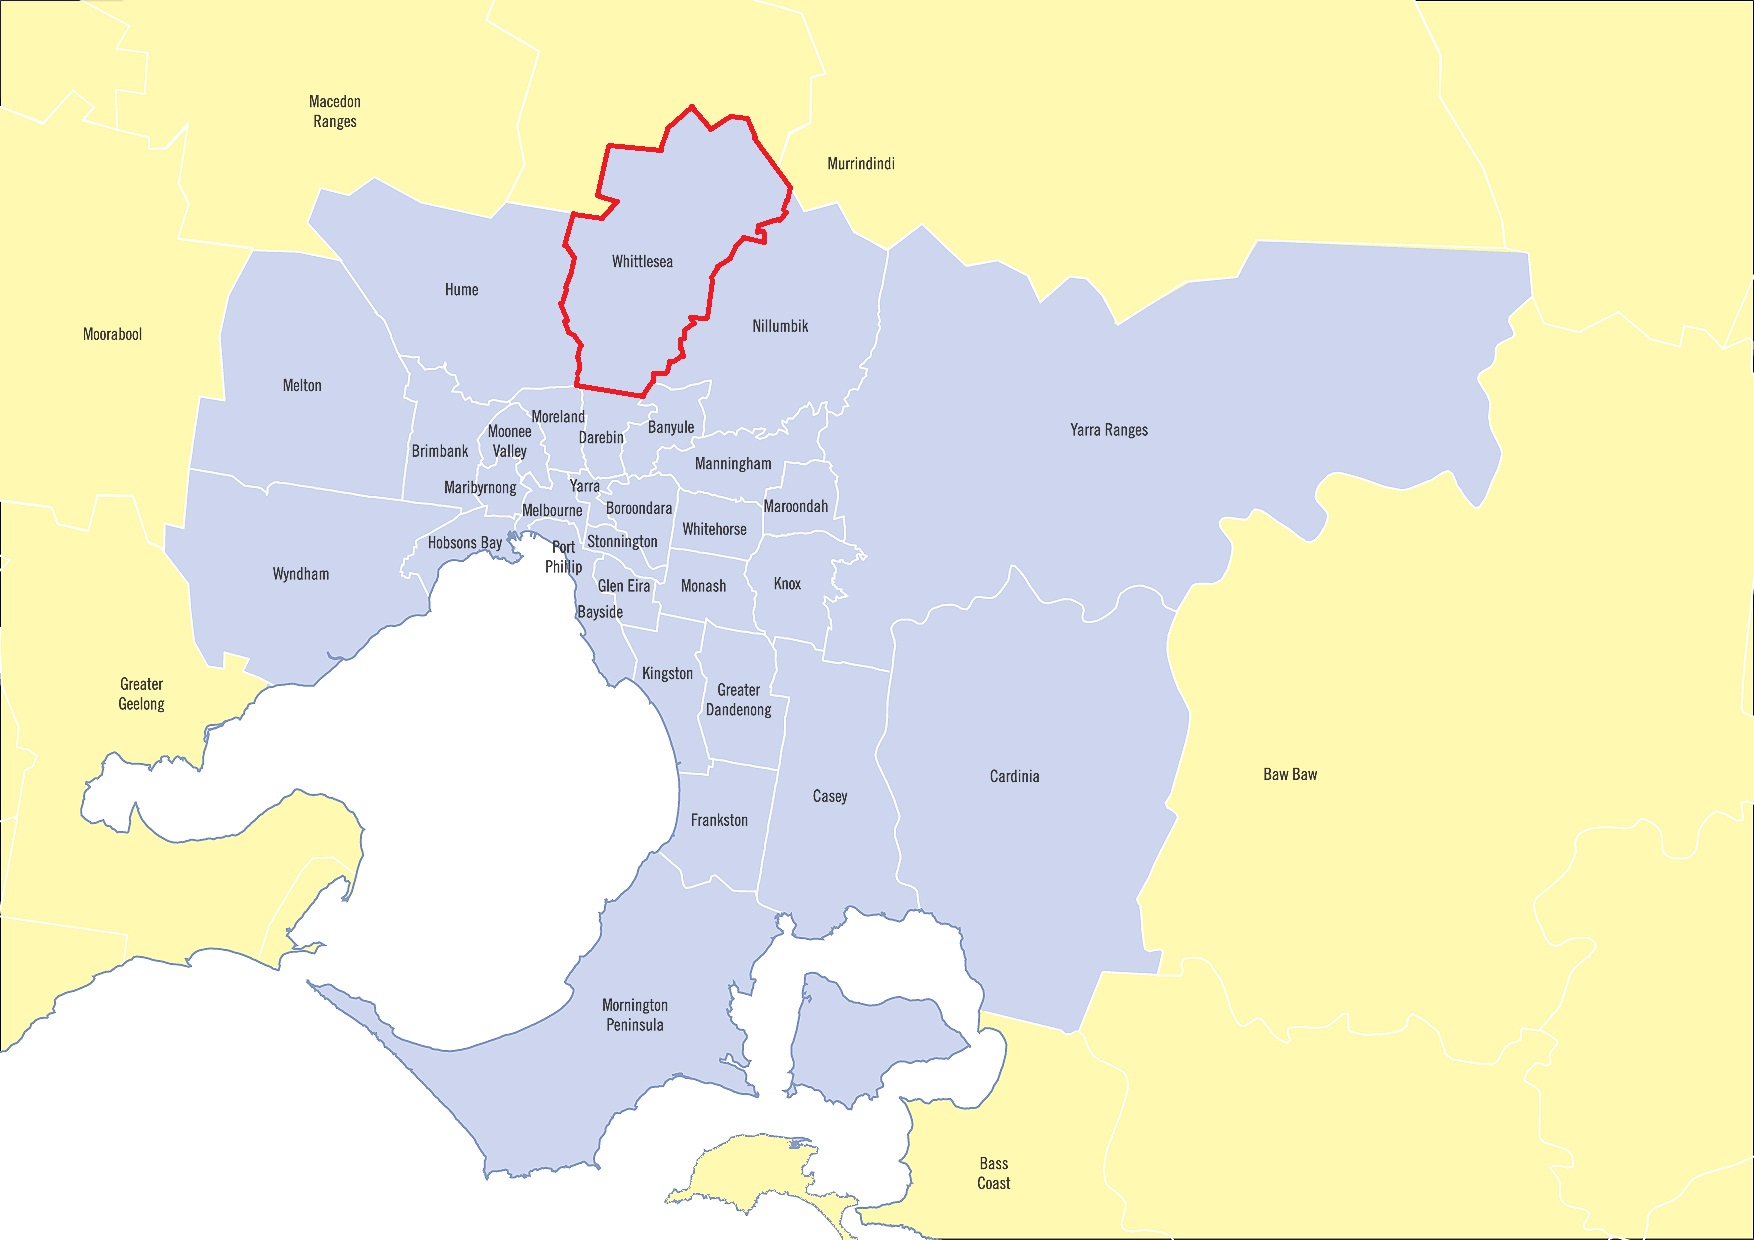 Macedon
Ranges
Murrindindi
Whittlesea
Hume
Nillumbik
Moorabool
Melton
Moreland
Banyule
Yarra Ranges
Moonee
Valley
Darebin
Brimbank
Manningham
Maribyrnong
Yarra
Melbourne
Boroondara
Maroondah
Whitehorse
Hobsons Bay
Port
Phillip
Stonnington
Wyndham
Glen Eira
Monash
Knox
Bayside
Kingston
Greater
Geelong
Greater
Dandenong
Baw Baw
Cardinia
Casey
Frankston
Mornington
Peninsula
Bass
Coast